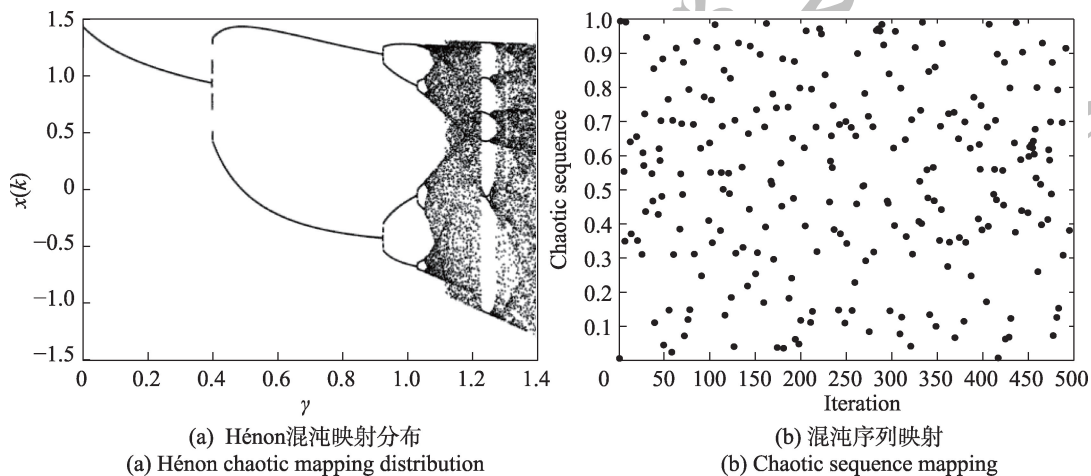 1.5
1.0
0.5
0
−0.5
−1.0
−1.5
x(k)
0 0.2 0.4 0.6 0.8 1.0 1.2 1.4
γ
(a) Hénon混沌映射分布
(a) Hénon chaotic mapping distribution
1.0
0.9
0.8
0.7
0.6
0.5
0.4
0.3
0.2
0.1
Chaotic sequence
0 50 100 150 200 250 300 350 400 450 500
Iteration
(b) 混沌序列映射
(b) Chaotic sequence mapping